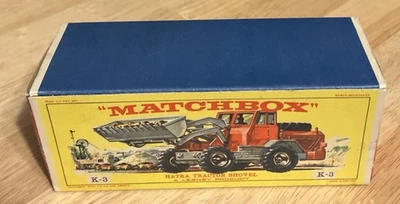 "MATCHBOX"
K-3
HATRA TRACTOR SHOVEL
A LESNEY PRODUCT
K-3